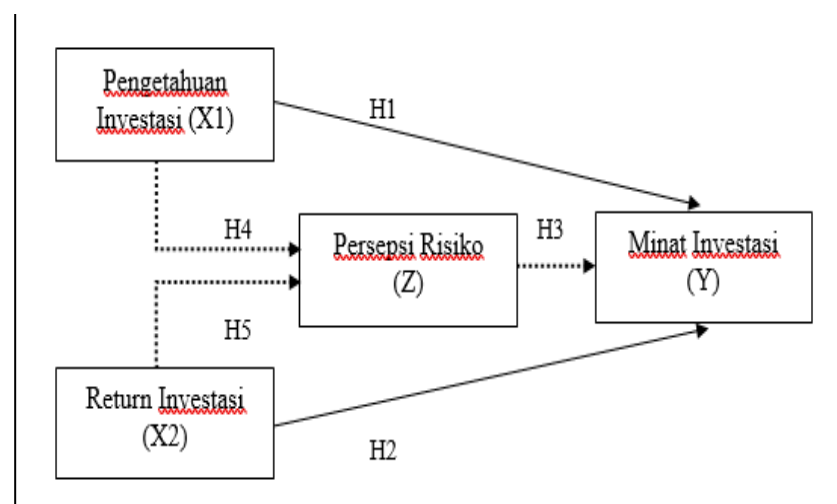 Pengetahuan
Investasi (X1)
H1
H4
Persepsi Risiko
(Z)
H3
Minat Investasi
(Y)
H5
Return Investasi
(X2)
H2